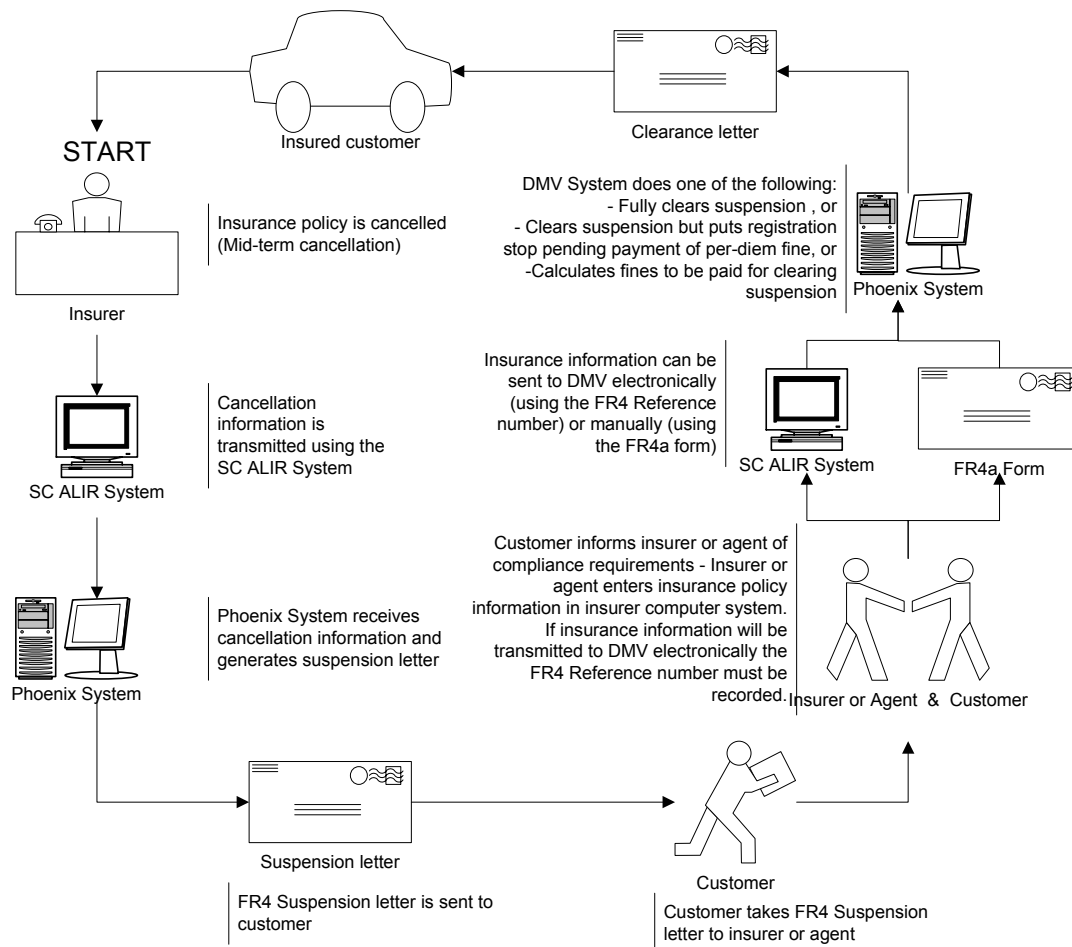 Insured customer
Clearance letter
START
Insurer
Insurance policy is cancelled
(Mid-term cancellation)
SC ALIR System
Cancellation
information is
transmitted using the
SC ALIR System
Phoenix System
Phoenix System receives
cancellation information and
generates suspension letter
Suspension letter
FR4 Suspension letter is sent to
customer
Customer
Customer takes FR4 Suspension
letter to insurer or agent
Customer informs insurer or agent of
compliance requirements - Insurer or
agent enters insurance policy
information in insurer computer system.
If insurance information will be
transmitted to DMV electronically the
FR4 Reference number must be
recorded.
Insurer or Agent & Customer
Insurance information can be
sent to DMV electronically
(using the FR4 Reference
number) or manually (using
the FR4a form)
SC ALIR System
FR4a Form
DMV System does one of the following:
- Fully clears suspension , or
- Clears suspension but puts registration
stop pending payment of per-diem fine, or
-Calculates fines to be paid for clearing
suspension
Phoenix System